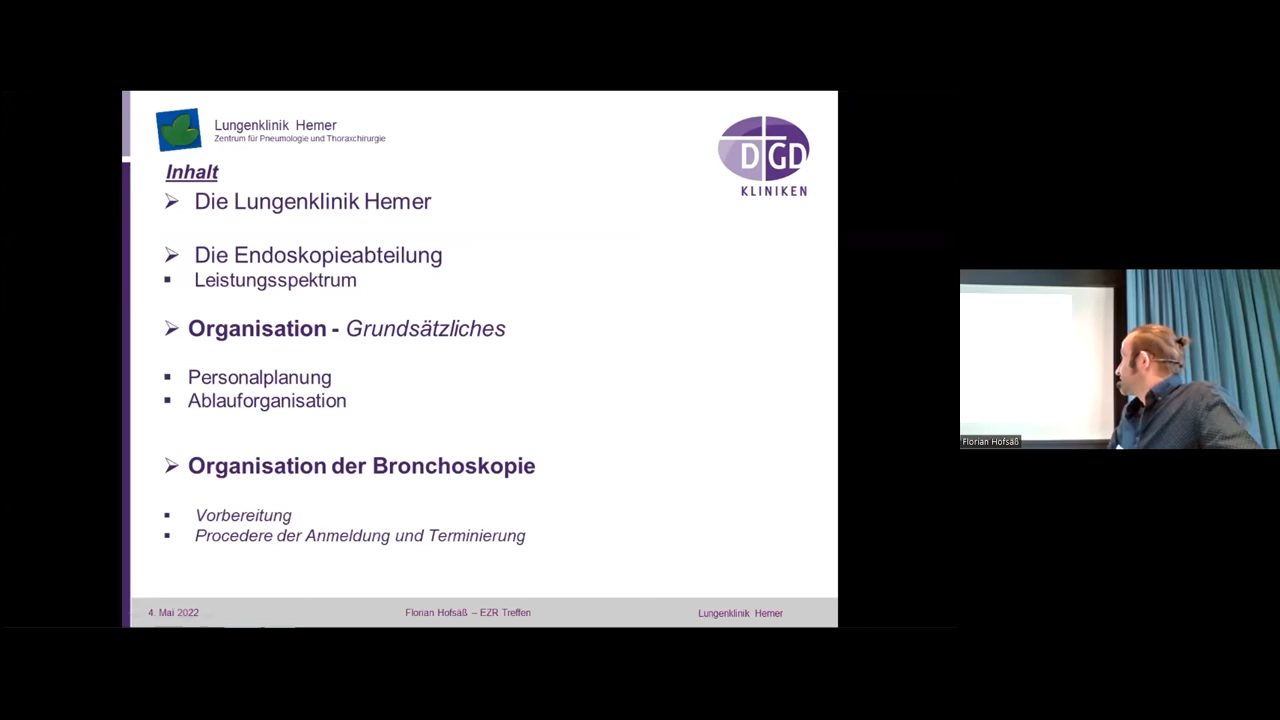 Lungenklinik Hemer
Zentrum für Pneumologie und Thoraxchirurgie
DGD
KLINIKEN
Inhalt
Die Lungenklinik Hemer
Die Endoskopieabteilung
Leistungsspektrum
Organisation - Grundsätzliches
Personalplanung
Ablauforganisation
Organisation der Bronchoskopie
Vorbereitung
Procedere der Anmeldung und Terminierung
4. Mai 2022
Florian Hofsäß – EZR Treffen
Lungenklinik Hemer
Florian Hofsäß